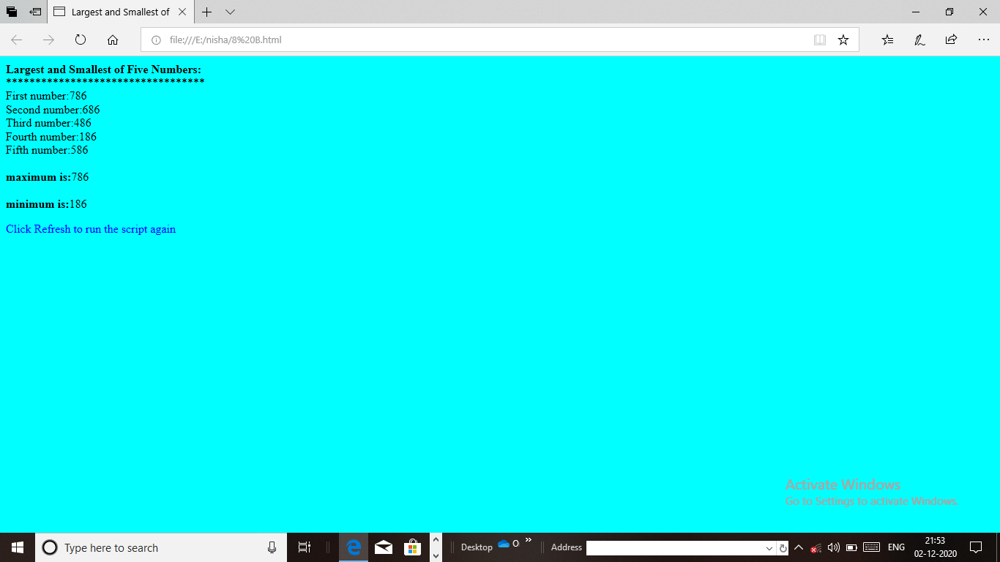 Largest and Smallest of
file:///E:/nisha/8%20B.html
Largest and Smallest of Five Numbers:
**********************************
First number:786
Second number:686
Third number:486
Fourth number:186
Fifth number:586
maximum is:786
minimum is:186
Click Refresh to run the script again
Activate Windows
Go to Settings to activate Windows.
Type here to search
Desktop
O
»
Address
ENG
21:53
02-12-2020